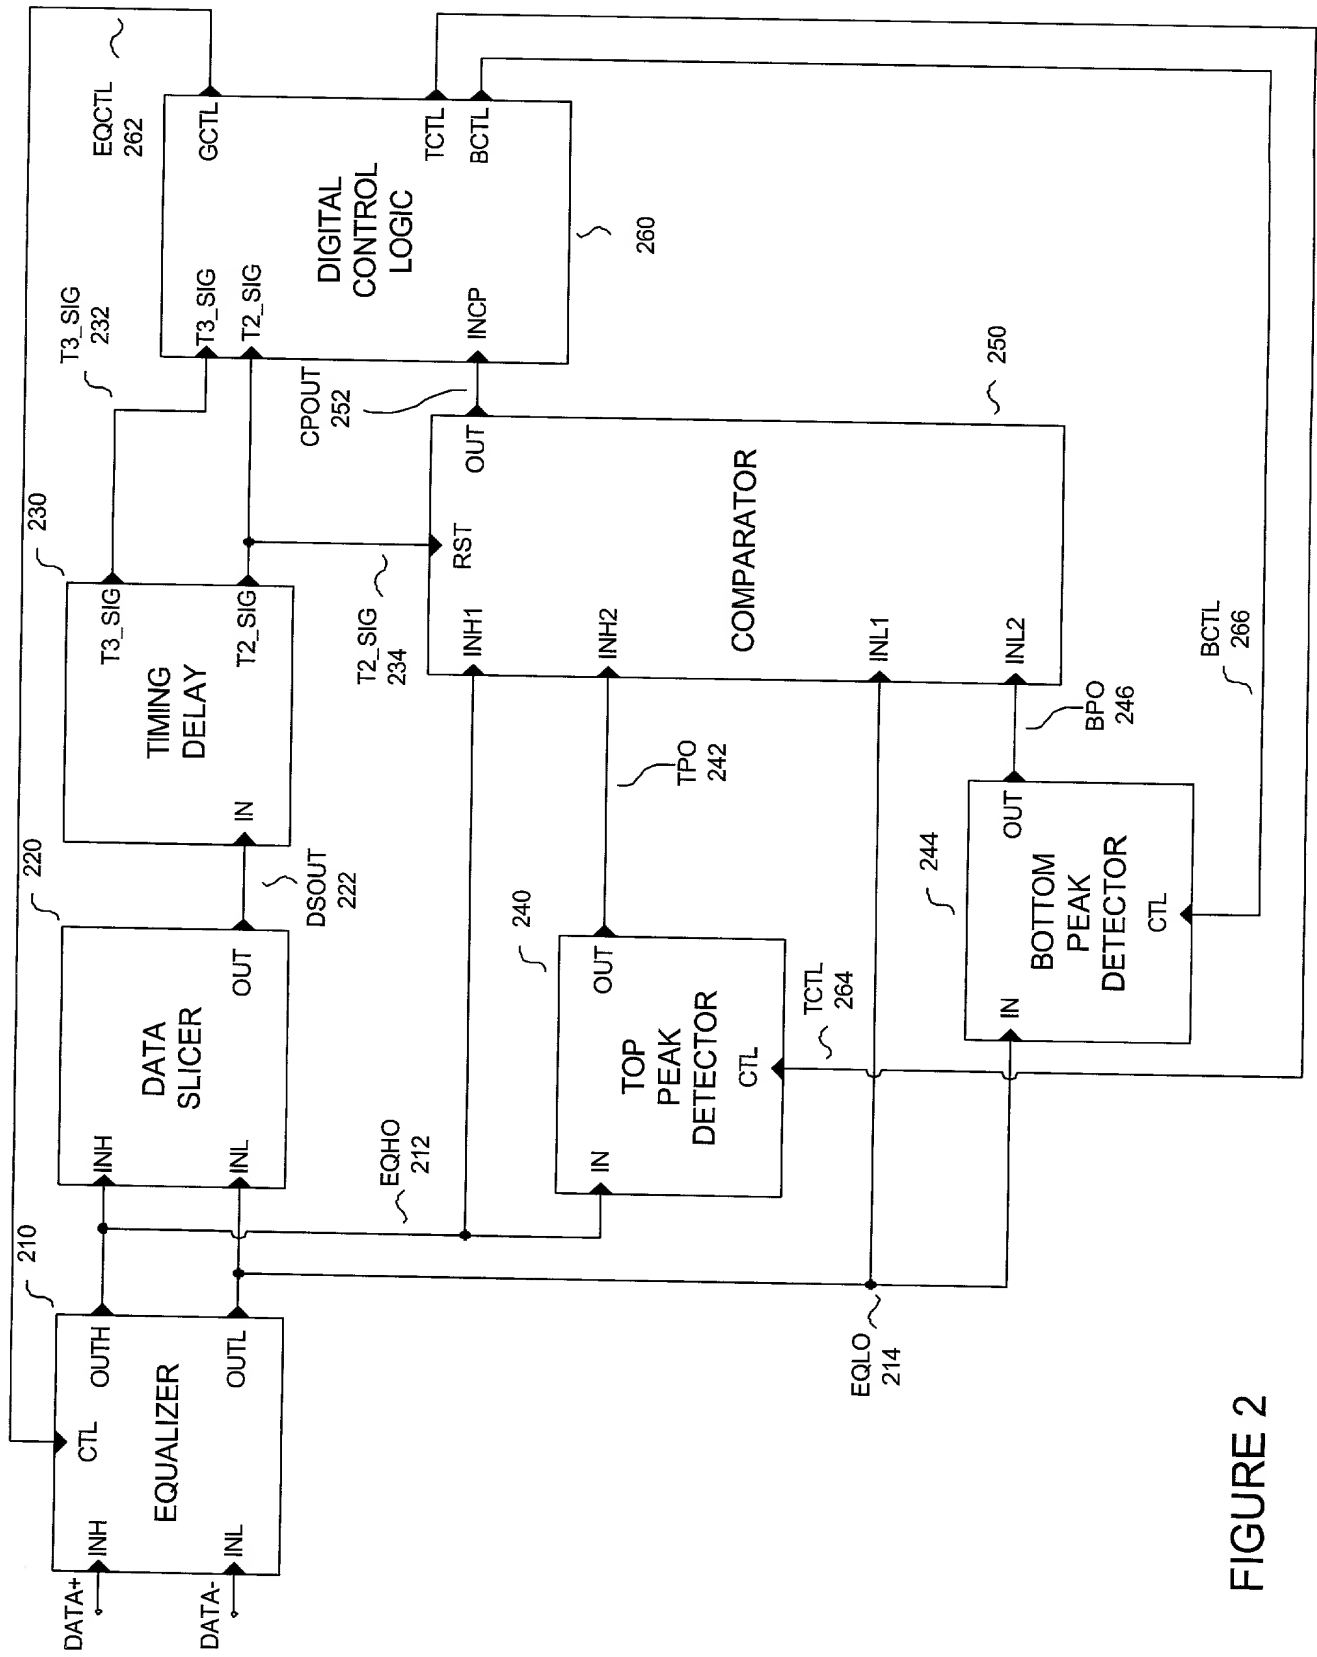 DATA+
DATA-
INH
INL
CTL
EQUALIZER
OUTH
OUTL
210
INH
INL
DATA
SLICER
OUT
220
DSOUT
222
IN
TIMING
DELAY
T3_SIG
T2_SIG
230
T3_SIG
232
T2_SIG
234
EQCTL
262
T3_SIG
T2_SIG
INCP
DIGITAL
CONTROL
LOGIC
GCTL
TCTL
BCTL
260
CPOUT
252
INH1
INH2
INL1
INL2
RST
COMPARATOR
OUT
250
EQHO
212
EQLO
214
IN
TOP
PEAK
DETECTOR
OUT
CTL
240
TPO
242
TCTL
264
IN
BOTTOM
PEAK
DETECTOR
OUT
CTL
244
BPO
246
BCTL
266
FIGURE 2